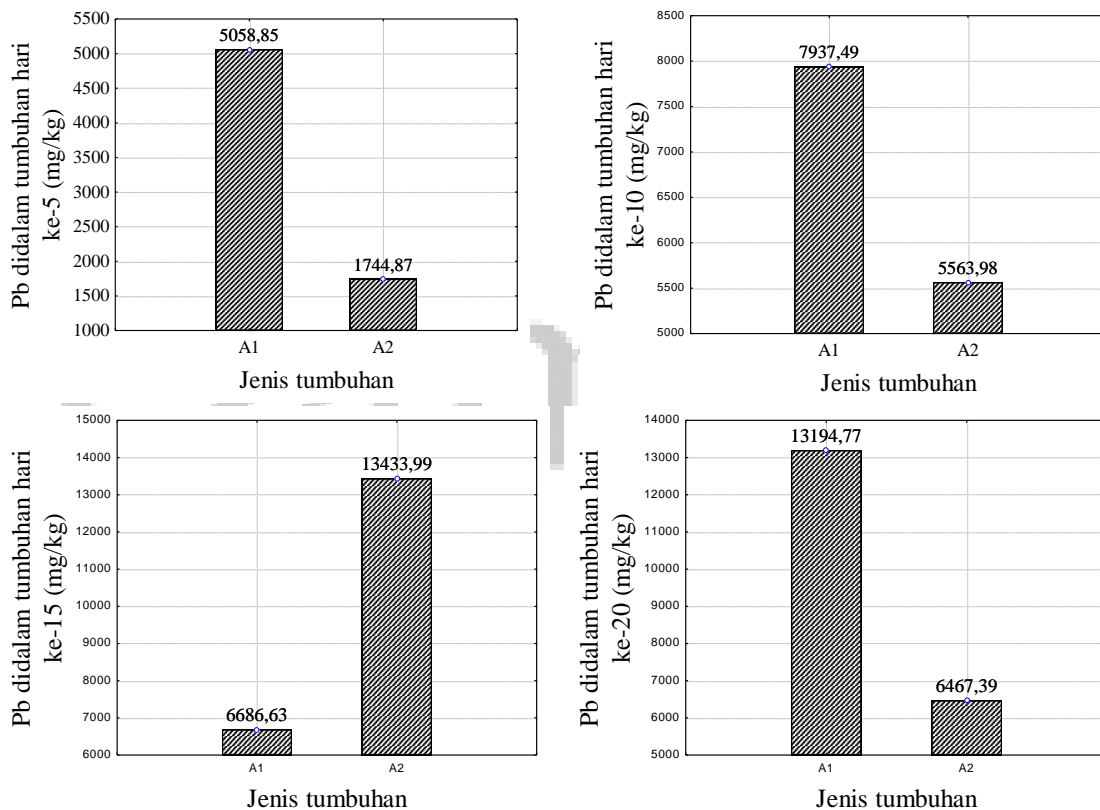 Pb didalam tumbuhan hari
ke-5 (mg/kg)
5500
5000
4500
4000
3500
3000
2500
2000
1500
1000
5058,85
1744,87
A1
A2
Jenis tumbuhan
Pb didalam tumbuhan hari
ke-10 (mg/kg)
8500
8000
7500
7000
6500
6000
5500
5000
7937,49
5563,98
A1
A2
Jenis tumbuhan
Pb didalam tumbuhan hari
ke-15 (mg/kg)
15000
14000
13000
12000
11000
10000
9000
8000
7000
6000
6686,63
13433,99
A1
A2
Jenis tumbuhan
Pb didalam tumbuhan hari
ke-20 (mg/kg)
14000
13000
12000
11000
10000
9000
8000
7000
6000
5000
13194,77
6467,39
A1
A2
Jenis tumbuhan